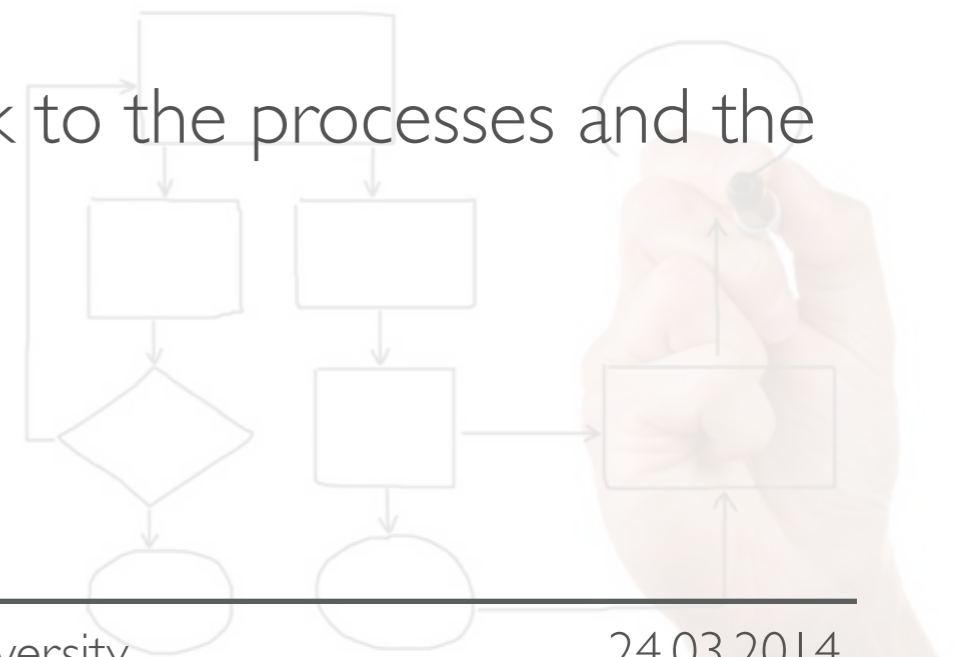 to the processes and the
24.03.2014